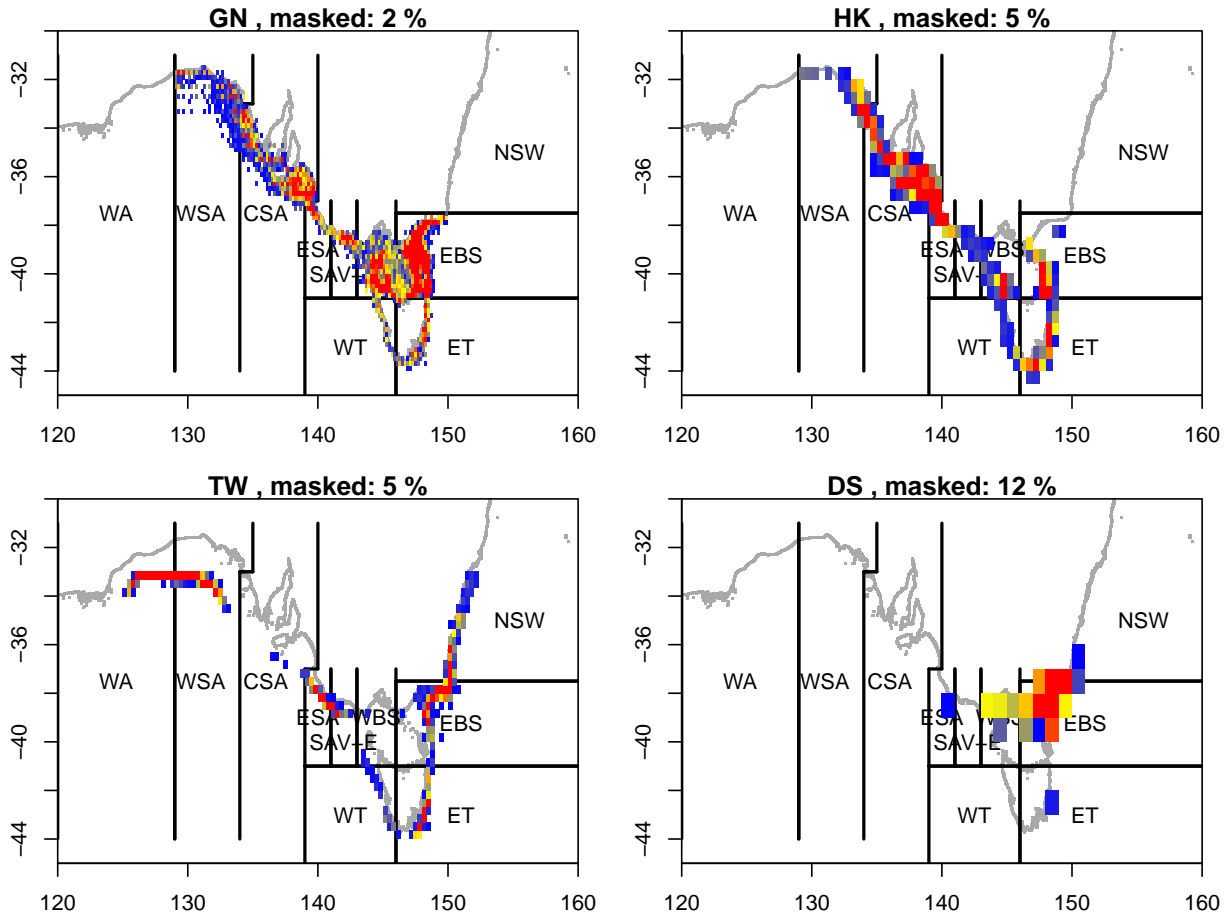 GN , masked: 2 %
−32
−36
−40
−44
WA
WSA
CSA
NSW
ESA
SAV−
EBS
WT
ET
120
130
140
150
160
HK , masked: 5 %
−32
−36
−40
−44
WA
WSA
CSA
NSW
ESA
WBS
SAV−
EBS
WT
ET
120
130
140
150
160
TW , masked: 5 %
−32
−36
−40
−44
WA
WSA
CSA
NSW
ESA
WBS
SAV−E
EBS
WT
ET
120
130
140
150
160
DS , masked: 12 %
−32
−36
−40
−44
WA
WSA
CSA
NSW
ESA
WBS
SAV−E
EBS
WT
ET
120
130
140
150
160